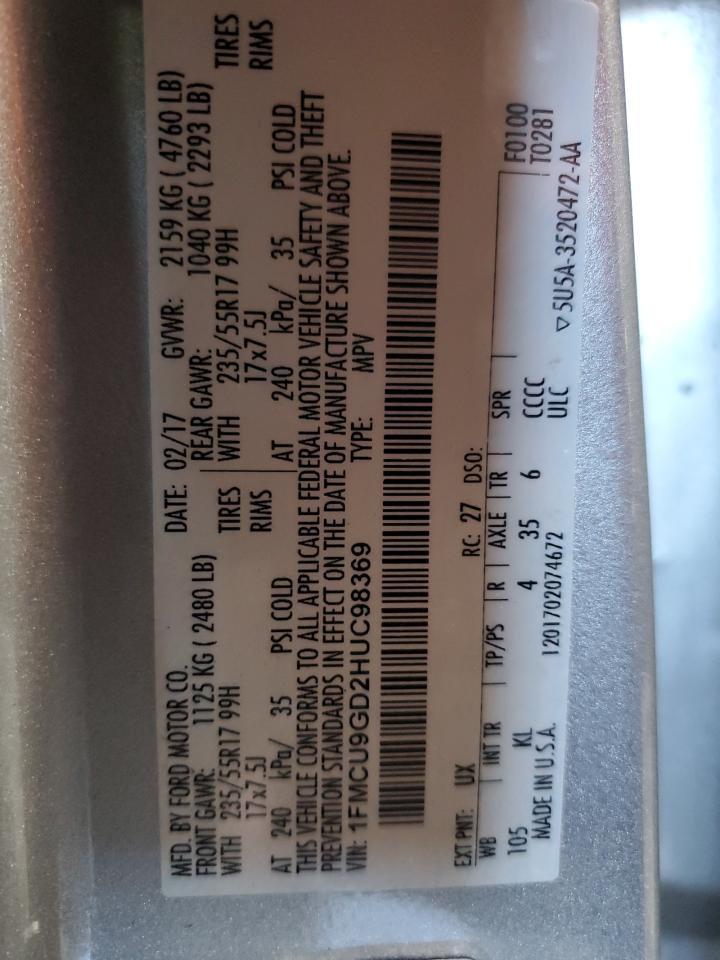 MFD. BY FORD MOTOR CO. DATE: 02/17 GVWR: 2159 KG ( 4760 LB)
FRONT GAWR: 1125 KG ( 2480 LB) REAR GAWR: 1040 KG ( 2293 LB)
WITH 235/55R17 99H TIRES WITH 235/55R17 99H TIRES
17x7.5J RIMS 17x7.5J RIMS
AT 240 kPa/ 35 PSI COLD AT 240 kPa/ 35 PSI COLD
THIS VEHICLE CONFORMS TO ALL APPLICABLE FEDERAL MOTOR VEHICLE SAFETY AND THEFT
PREVENTION STANDARDS IN EFFECT ON THE DATE OF MANUFACTURE SHOWN ABOVE.
VIN: 1FMCU9GD2HUC98369 TYPE: MPV
EXT PNT: UX RC: 27 DSO:
WB INT TR TP/PS R AXLE TR SPR F0100
105 KL 4 35 6 CCCC T0281
MADE IN U.S.A. 1201702074672 ULC ▽5U5A-3520472-AA